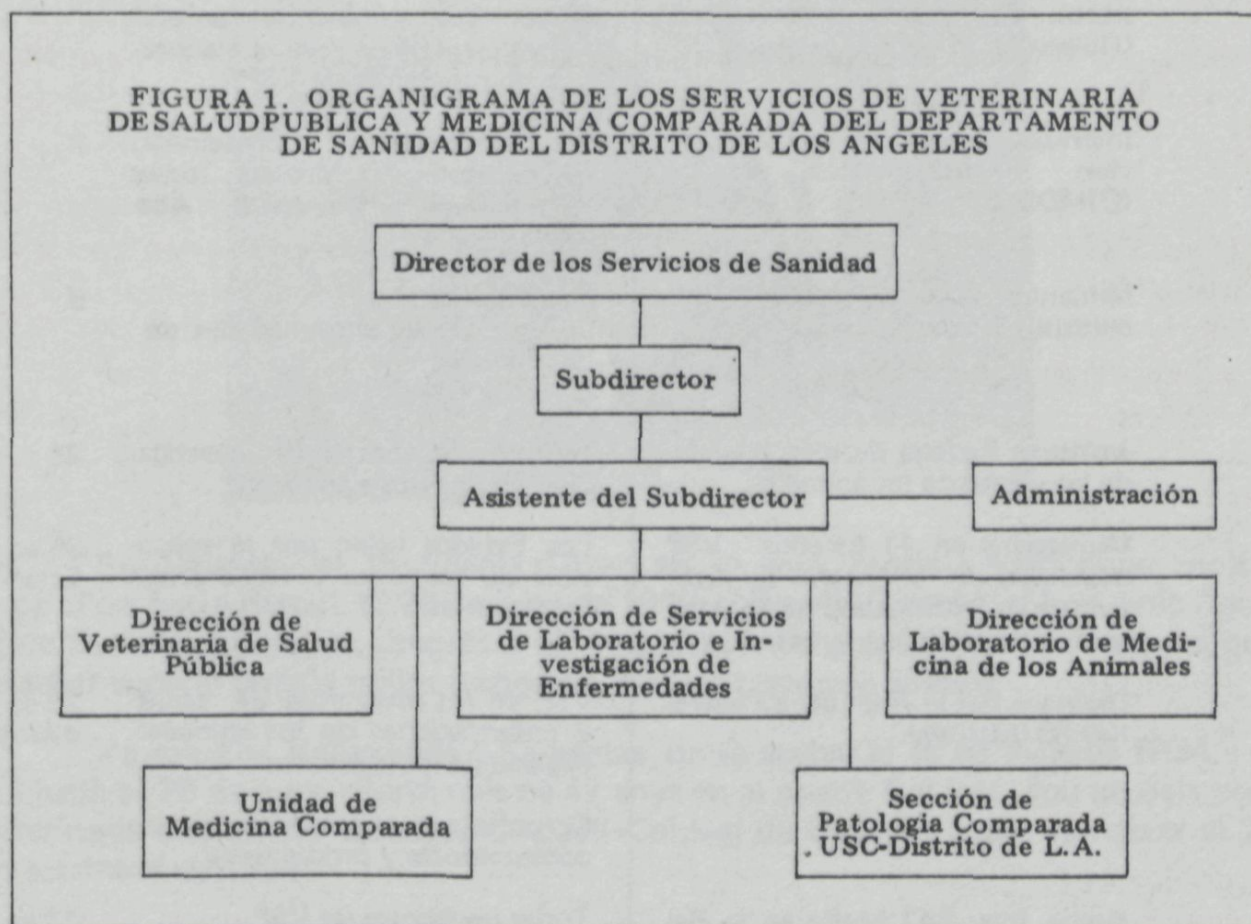 FIGURA 1. ORGANIGRAMA DE LOS SERVICIOS DE VETERINARIA
DE SALUD PUBLICA Y MEDICINA COMPARADA DEL DEPARTAMENTO
DE SANIDAD DEL DISTRITO DE LOS ANGELES
Director de los Servicios de Sanidad
Subdirector
Asistente del Subdirector
Administración
Dirección de
Veterinaria de Salud
Pública
Dirección de Servicios
de Laboratorio e In-
vestigación de
Enfermedades
Dirección de
Laboratorio de Medi-
cina de los Animales
Unidad de
Medicina Comparada
Sección de
Patologia Comparada
USC-Distrito de L.A.